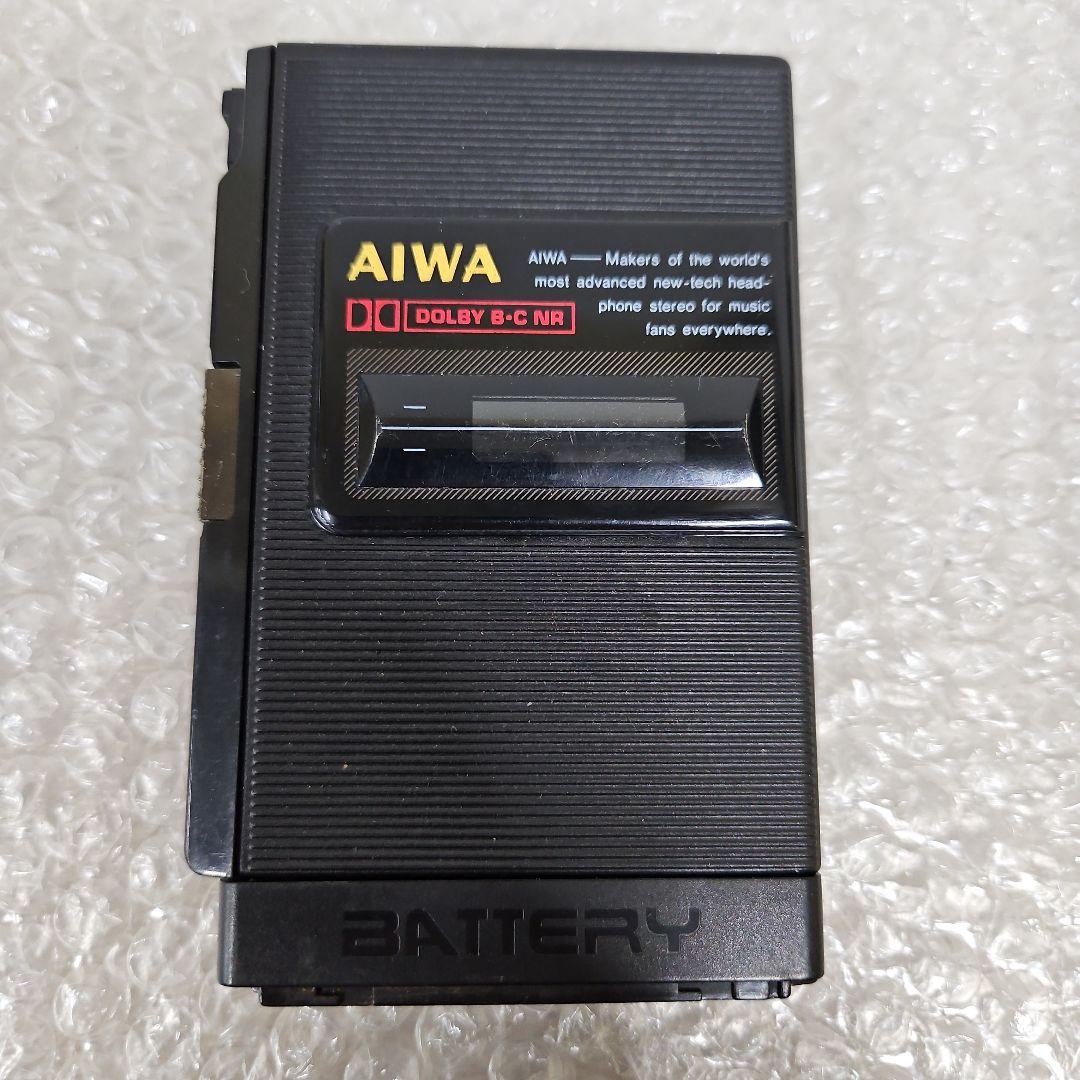 AIWA
DOLBY B·C NR
AIWA — Makers of the world's
most advanced new-tech head-
phone stereo for music
fans everywhere.
BATTERY